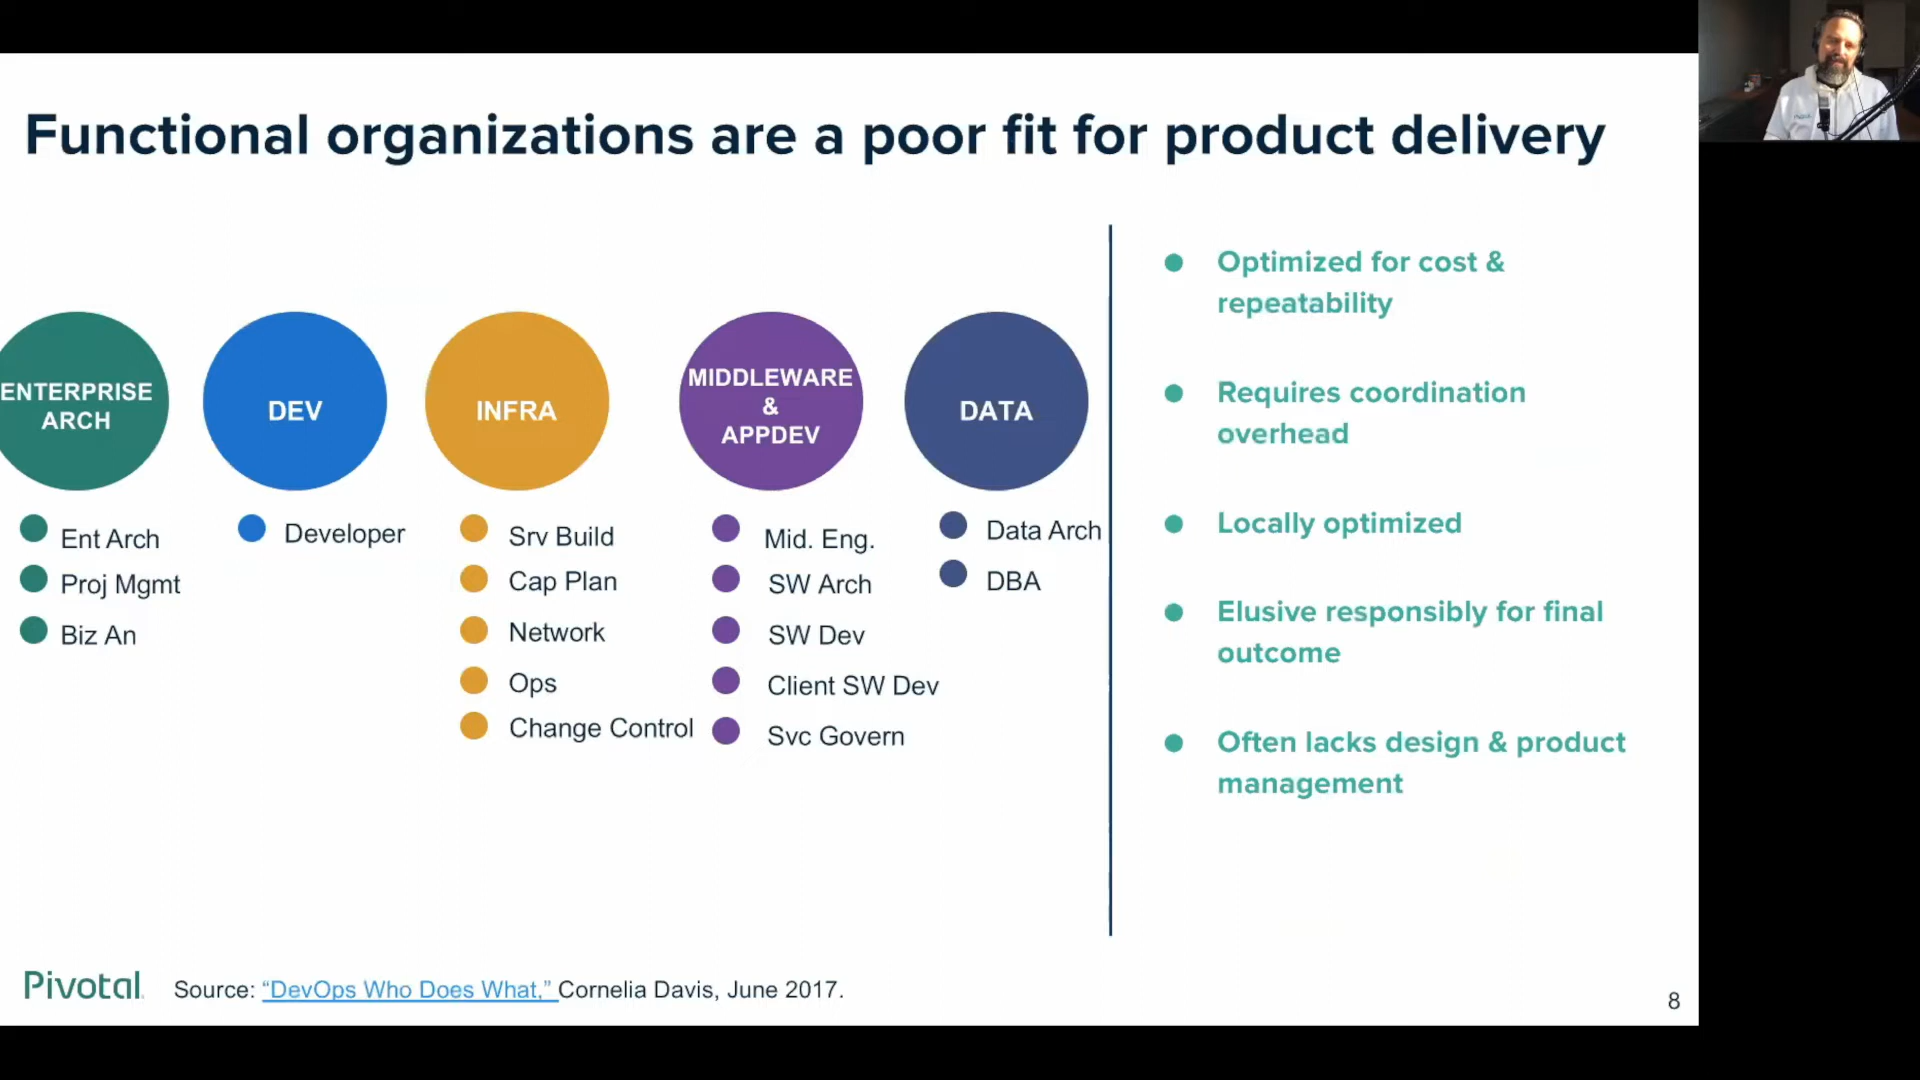 Functional organizations are a poor fit for product delivery
ENTERPRISE
ARCH
Ent Arch
Proj Mgmt
Biz An
DEV
Developer
INFRA
Srv Build
Cap Plan
Network
Ops
Change Control
MIDDLEWARE
&
APPDEV
Mid. Eng.
SW Arch
SW Dev
Client SW Dev
Svc Govern
DATA
Data Arch
DBA
Optimized for cost &
repeatability
Requires coordination
overhead
Locally optimized
Elusive responsibly for final
outcome
Often lacks design & product
management
Pivotal
Source: “DevOps Who Does What,” Cornelia Davis, June 2017.
8